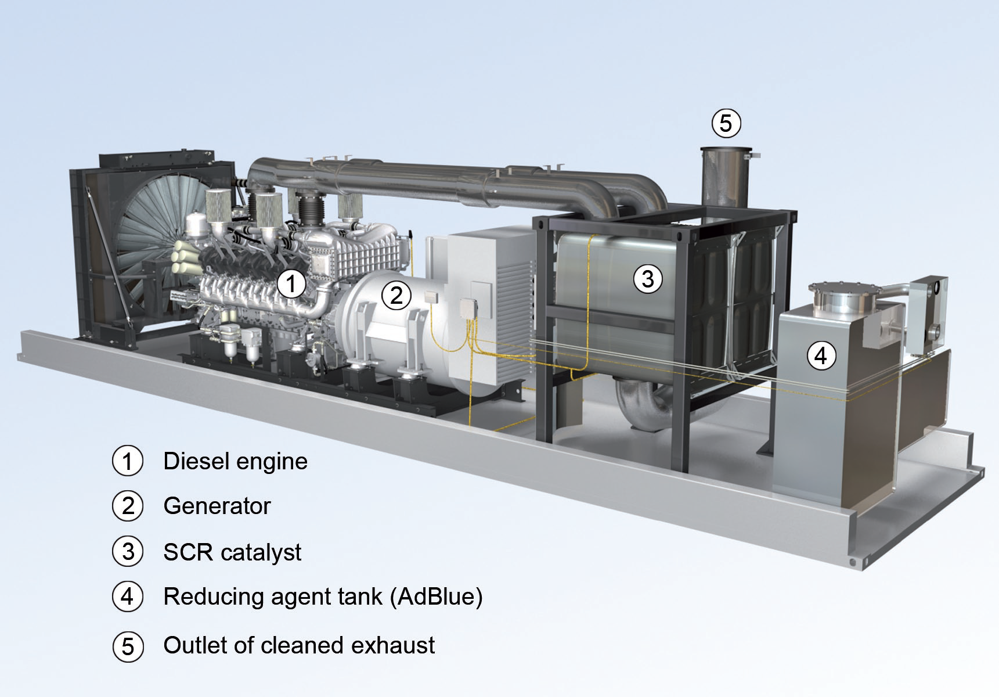 5
1
2
3
4
1 Diesel engine
2 Generator
3 SCR catalyst
4 Reducing agent tank (AdBlue)
5 Outlet of cleaned exhaust